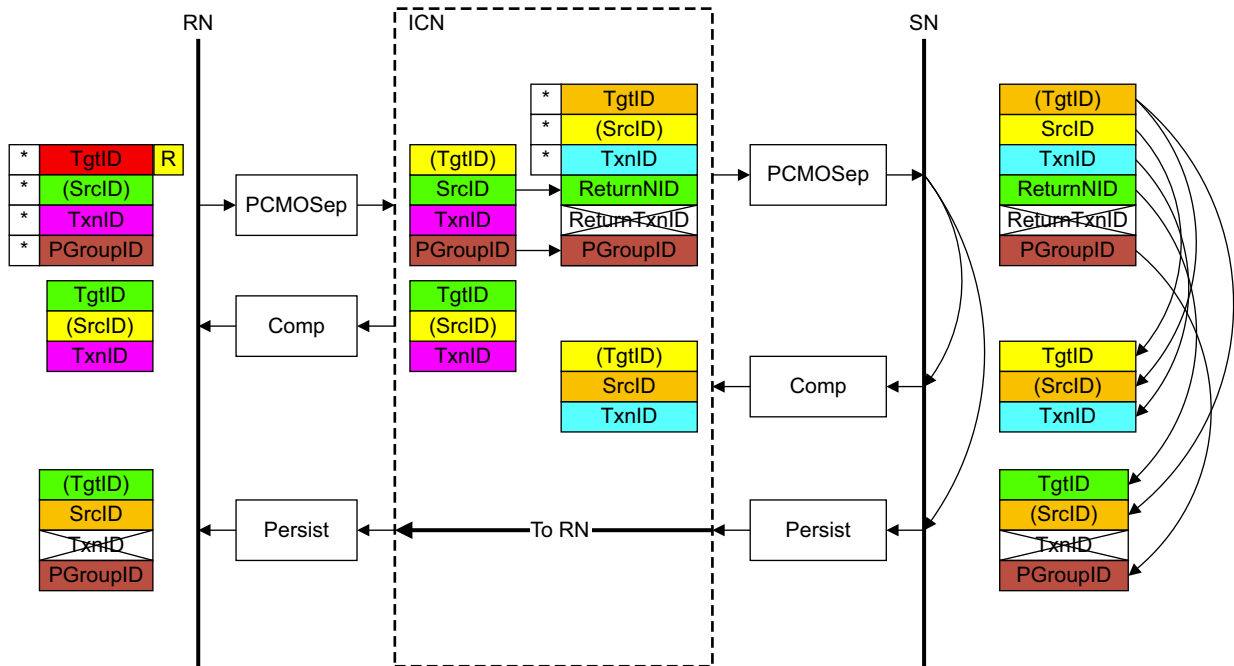 RN
ICN
SN
* TgtID R
* (SrcID)
* TxnID
* PGroupID
PCMOSep
(TgtID)
SrcID
TxnID
PGroupID
* TgtID
* (SrcID)
* TxnID
ReturnNID
ReturnTxnID
PGroupID
PCMOSep
(TgtID)
SrcID
TxnID
ReturnNID
ReturnTxnID
PGroupID
TgtID
(SrcID)
TxnID
Comp
TgtID
(SrcID)
TxnID
(TgtID)
SrcID
TxnID
Comp
TgtID
(SrcID)
TxnID
(TgtID)
SrcID
TxnID
PGroupID
Persist
To RN
Persist
TgtID
(SrcID)
TxnID
PGroupID